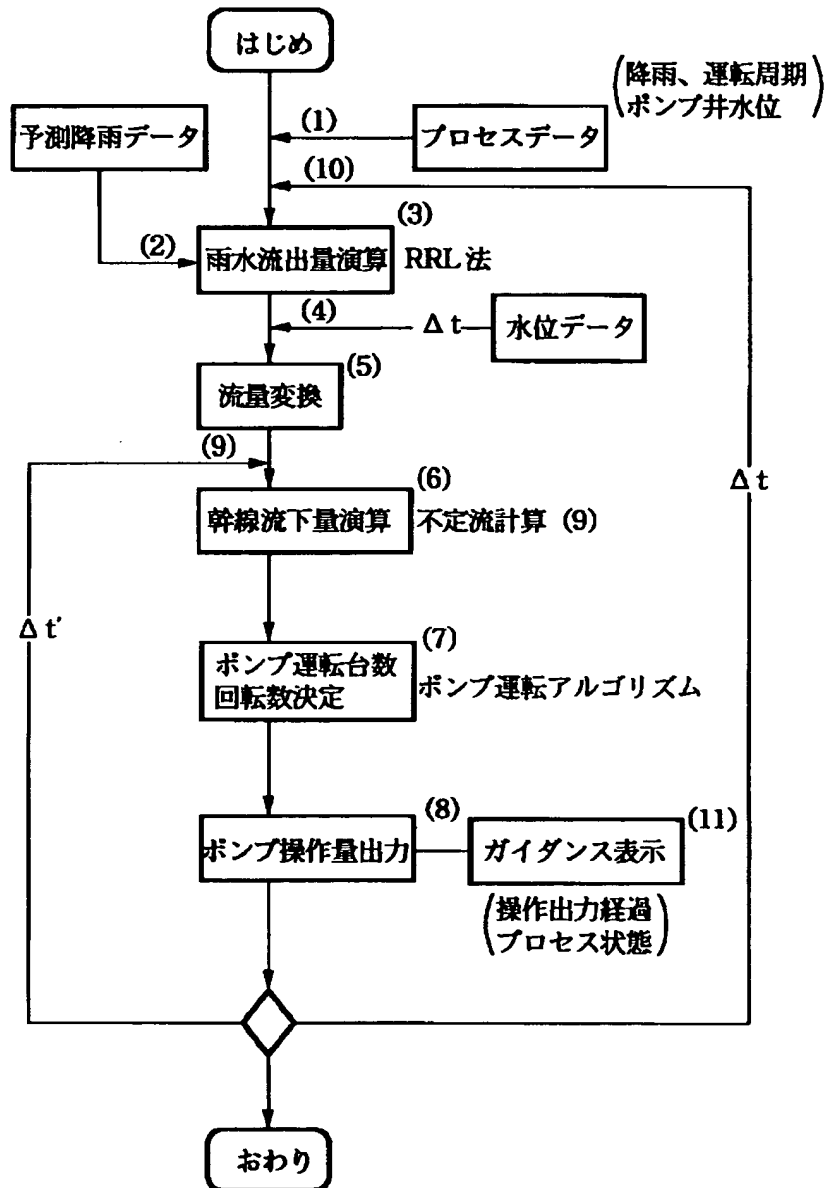 はじめ
(降雨、運転周期
ポンプ井水位)
(1)
予測降雨データ
プロセスデータ
(10)
(3)
(2)
雨水流出量演算 RRL法
(4)
Δt
水位データ
(5)
流量変換
(9)
Δt
(6)
幹線流下量演算 不定流計算 (9)
Δt'
(7)
ポンプ運転台数
回転数決定
ポンプ運転アルゴリズム
(8)
(11)
ポンプ操作量出力
ガイダンス表示
(操作出力経過
プロセス状態)
おわり